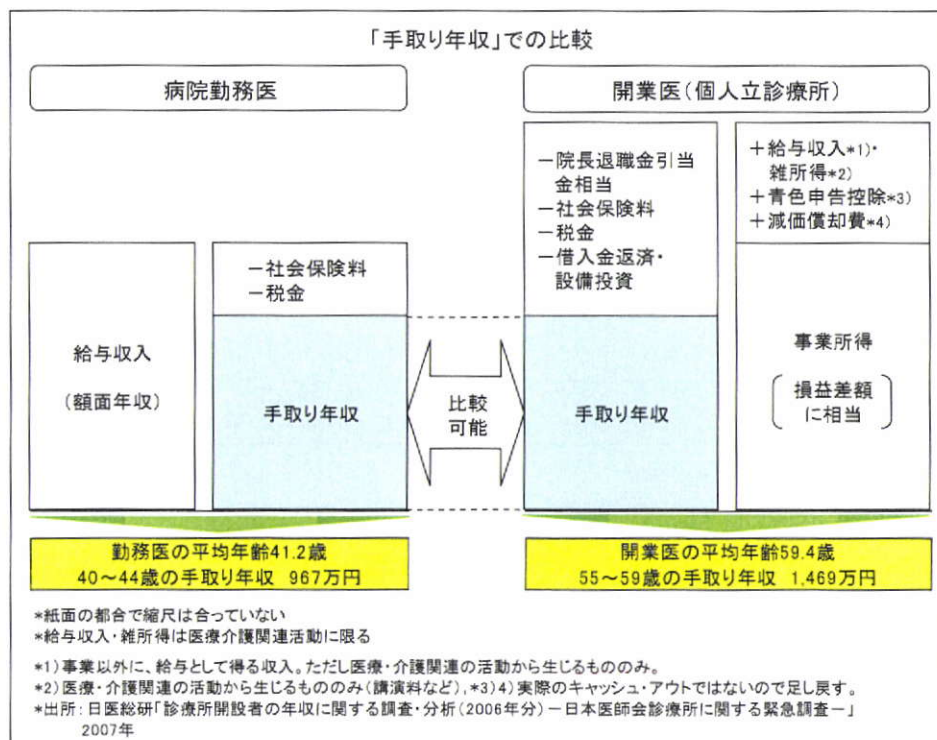 「手取り年収」での比較
病院勤務医
開業医(個人立診療所)
給与収入
(額面年収)
－社会保険料
－税金
手取り年収
比較
可能
－院長退職金引当
金相当
－社会保険料
－税金
－借入金返済・
設備投資
手取り年収
＋給与収入*1)・
雑所得*2)
＋青色申告控除*3)
＋減価償却費*4)
事業所得
損益差額
に相当
勤務医の平均年齢41.2歳
40～44歳の手取り年収 967万円
開業医の平均年齢59.4歳
55～59歳の手取り年収 1,469万円
*紙面の都合で縮尺は合っていない
*給与収入・雑所得は医療介護関連活動に限る
*1)事業以外に、給与として得る収入。ただし医療・介護関連の活動から生じるもののみ。
*2)医療・介護関連の活動から生じるもののみ(講演料など),*3)4)実際のキャッシュ・アウトではないので足し戻す。
*出所:日医総研「診療所開設者の年収に関する調査・分析(2006年分)－日本医師会診療所に関する緊急調査－」
2007年